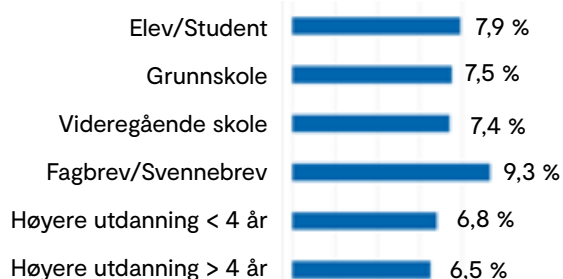 Elev/Student 7,9 %
Grunnskole 7,5 %
Videregående skole 7,4 %
Fagbrev/Svennebrev 9,3 %
Høyere utdanning < 4 år 6,8 %
Høyere utdanning > 4 år 6,5 %